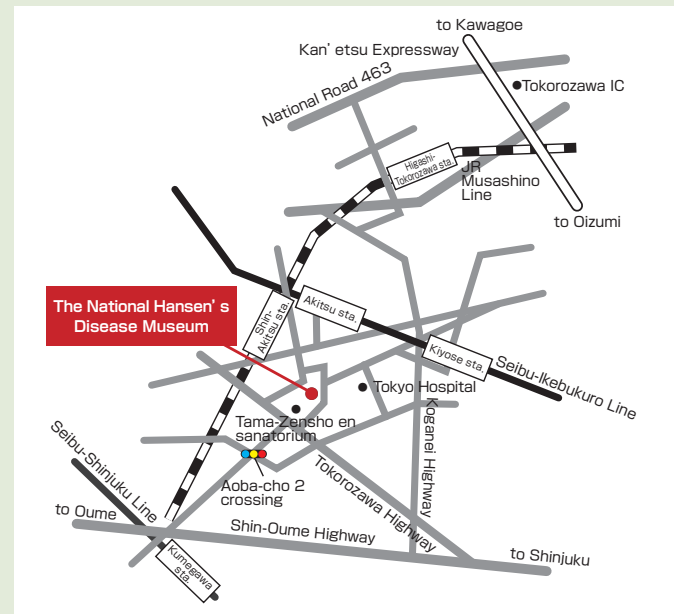 to Kawagoe
Kan' etsu Expressway
National Road 463
Tokorozawa IC
Higashi-
Tokorozawa sta.
JR
Musashino
Line
to Oizumi
The National Hansen' s
Disease Museum
Shin-
Akitsu sta.
Akitsu sta.
Kiyose sta.
Seibu-Ikebukuro Line
Tokyo Hospital
Tama-Zensho en
sanatorium
Koganei Highway
Seibu-Shinjuku Line
Aoba-cho 2
crossing
Tokorozawa Highway
to Oume
Shin-Oume Highway
to Shinjuku
Kumegawa
sta.